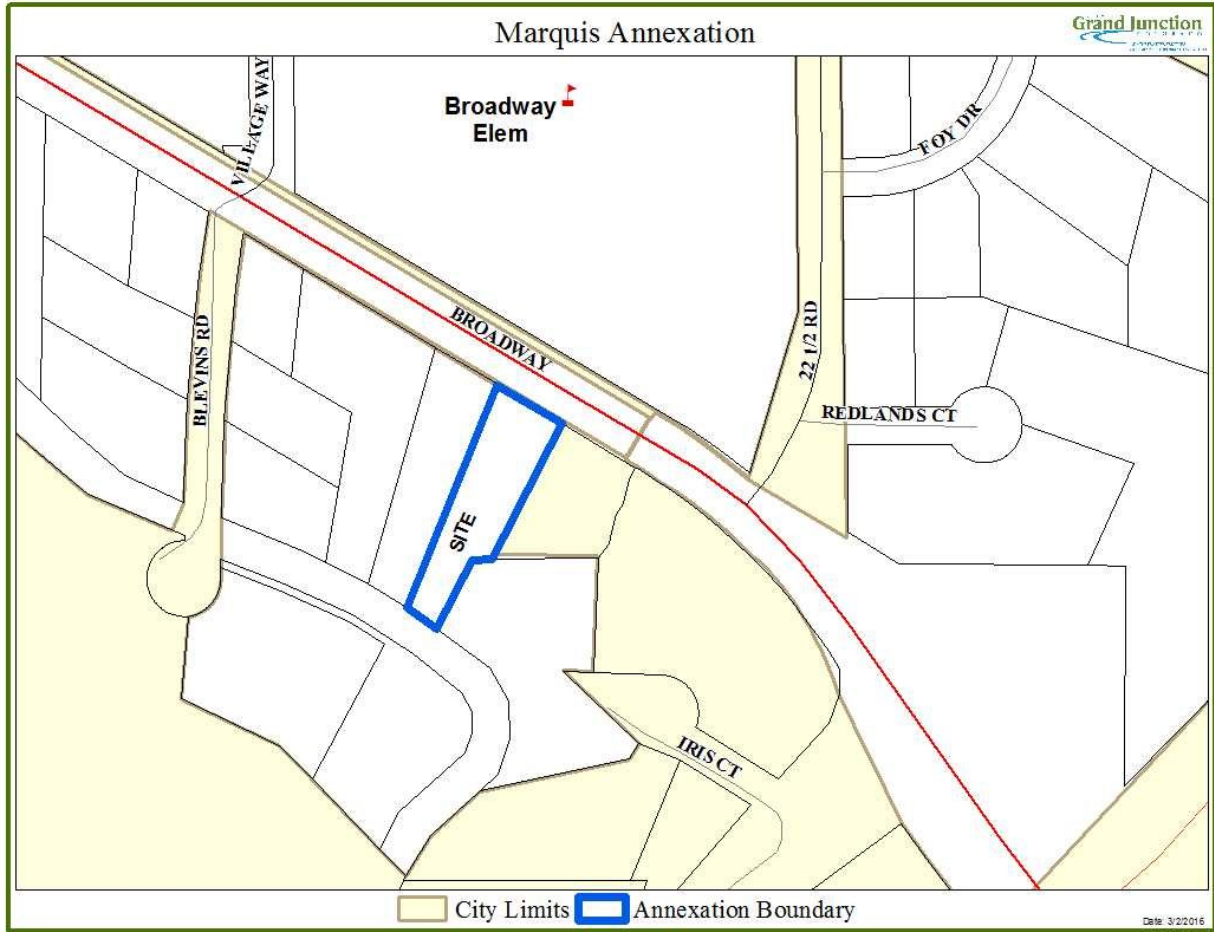 Marquis Annexation
Grand Junction
COLORADO
Broadway
Elem
VILLAGE WAY
FOY DR
BROADWAY
22 1/2 RD
BLEVINS RD
REDLANDS CT
SITE
IRIS CT
City Limits
Annexation Boundary
Date: 3/2/2016